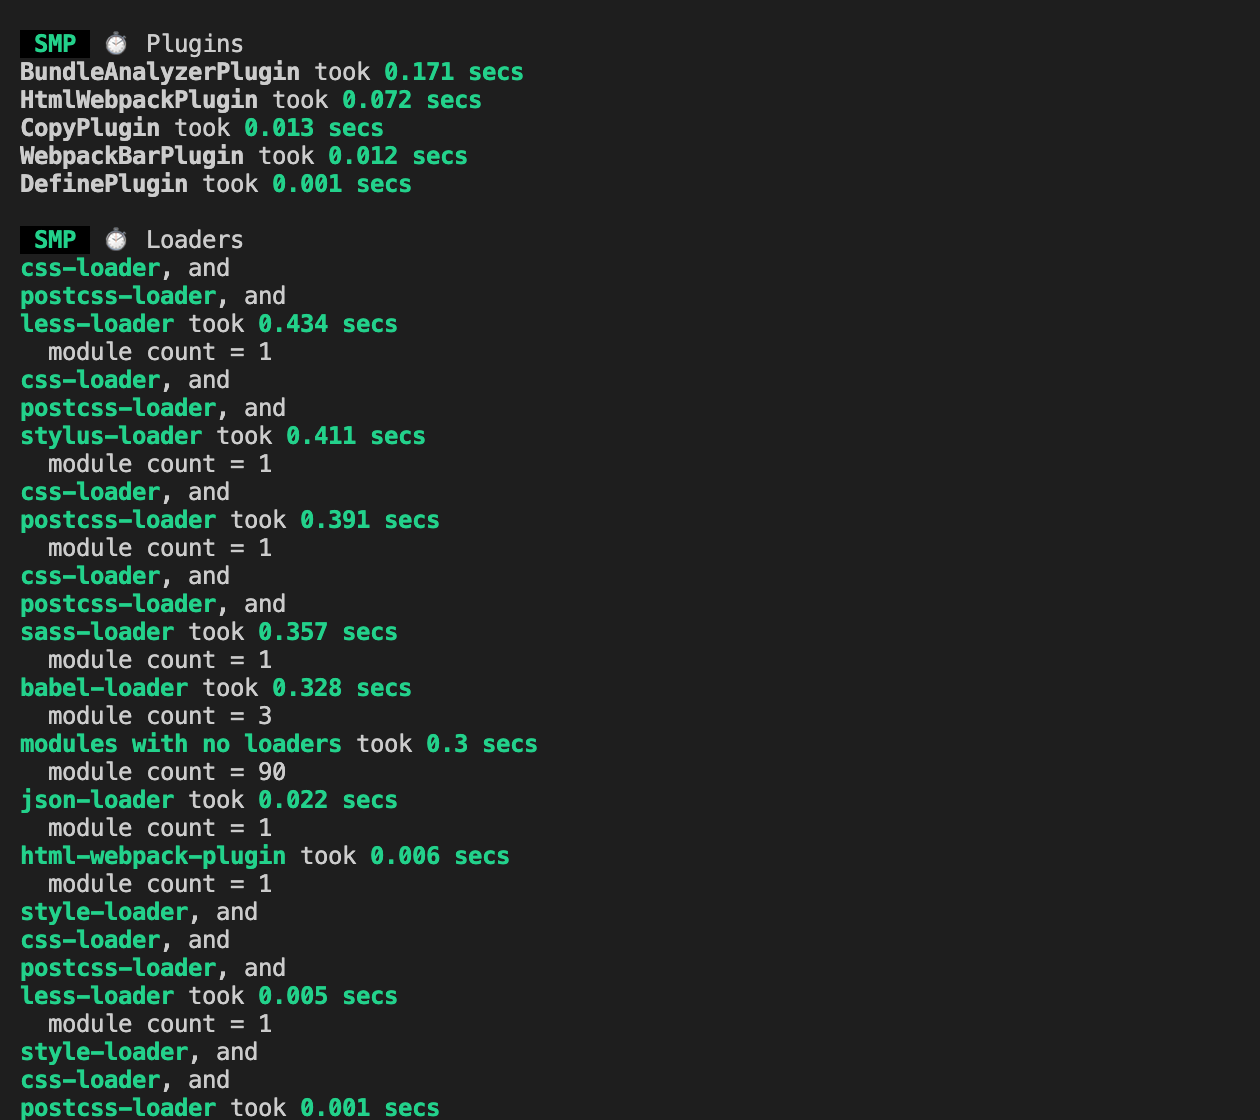 SMP ⏱ Plugins
BundleAnalyzerPlugin took 0.171 secs
HtmlWebpackPlugin took 0.072 secs
CopyPlugin took 0.013 secs
WebpackBarPlugin took 0.012 secs
DefinePlugin took 0.001 secs
SMP ⏱ Loaders
css-loader, and
postcss-loader, and
less-loader took 0.434 secs
module count = 1
css-loader, and
postcss-loader, and
stylus-loader took 0.411 secs
module count = 1
css-loader, and
postcss-loader took 0.391 secs
module count = 1
css-loader, and
postcss-loader, and
sass-loader took 0.357 secs
module count = 1
babel-loader took 0.328 secs
module count = 3
modules with no loaders took 0.3 secs
module count = 90
json-loader took 0.022 secs
module count = 1
html-webpack-plugin took 0.006 secs
module count = 1
style-loader, and
css-loader, and
postcss-loader, and
less-loader took 0.005 secs
module count = 1
style-loader, and
css-loader, and
postcss-loader took 0.001 secs